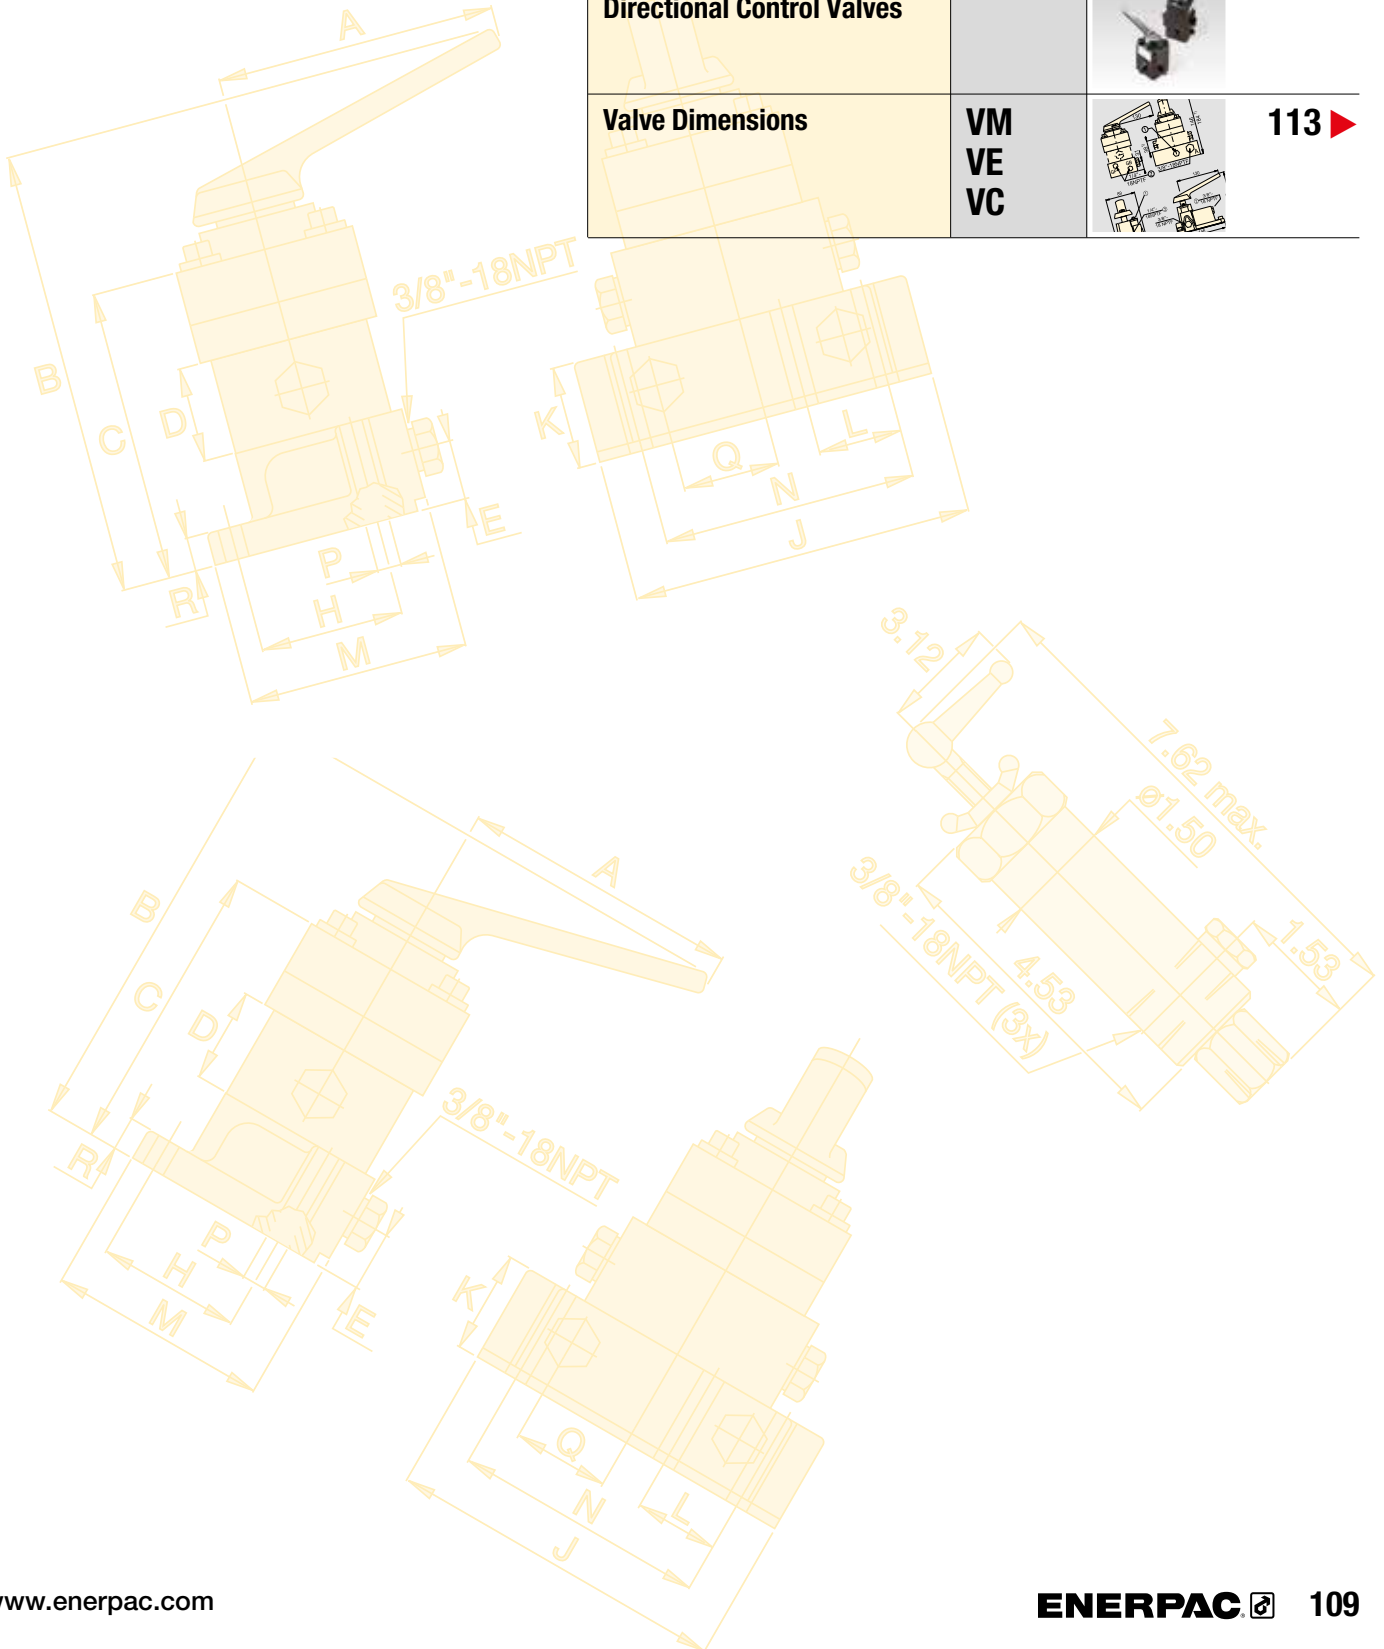 Directional Control Valves
Valve Dimensions
VM
VE
VC
113
A
B
C
D
3/8"-18NPT
E
P
H
M
R
K
L
Q
N
J
3.12
7.62 max.
ø1.50
3/8"-18NPT (3x)
4.53
1.53
A
B
C
D
R
3/8"-18NPT
P
H
M
E
K
Q
N
L
J
www.enerpac.com
ENERPAC 109